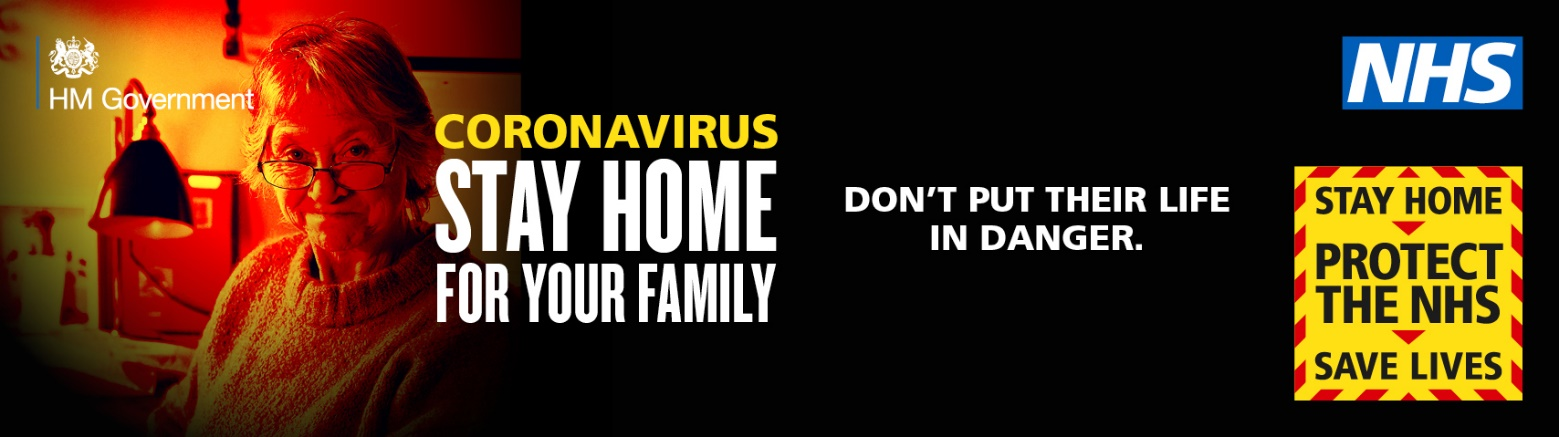 HM Government
CORONAVIRUS
STAY HOME
FOR YOUR FAMILY
DON'T PUT THEIR LIFE
IN DANGER.
NHS
STAY HOME
PROTECT
THE NHS
SAVE LIVES